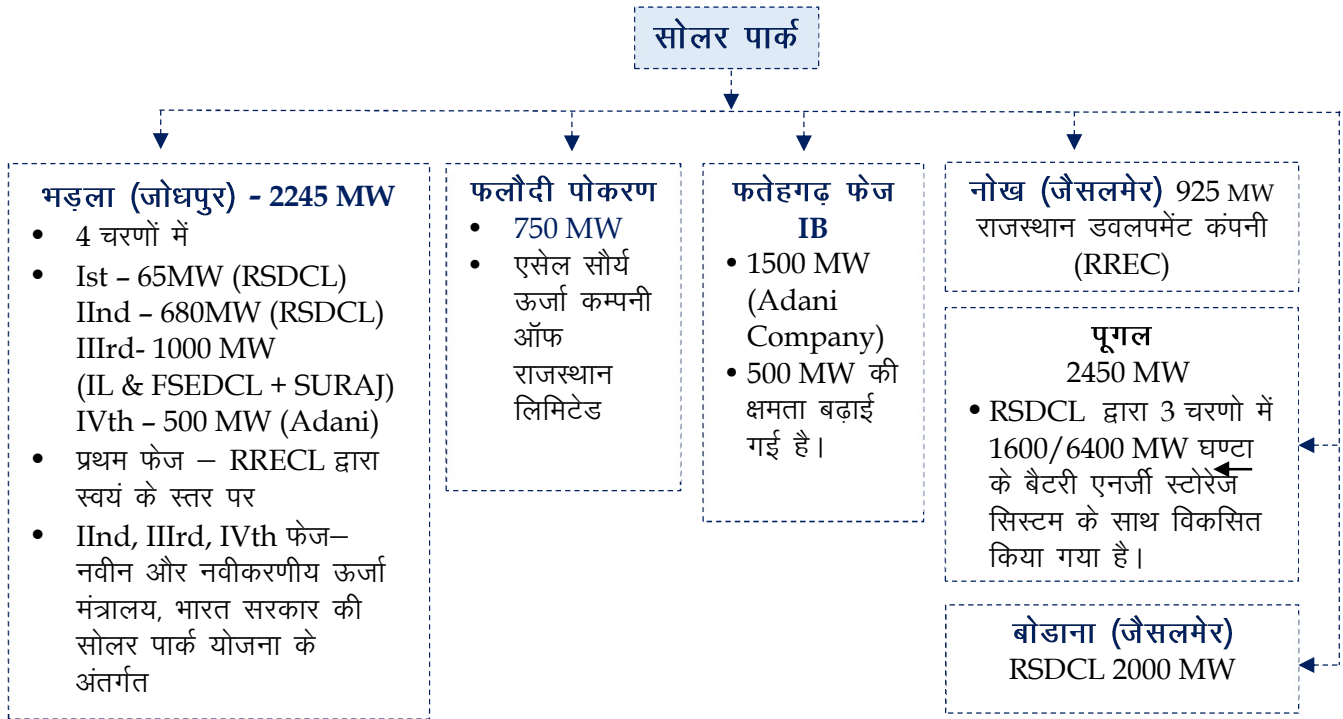 सोलर पार्क
भड़ला (जोधपुर) - 2245 MW
• 4 चरणों में
• Ist – 65MW (RSDCL)
IInd – 680MW (RSDCL)
IIIrd- 1000 MW
(IL & FSEDCL + SURAJ)
IVth – 500 MW (Adani)
• प्रथम फेज – RRECL द्वारा
स्वयं के स्तर पर
• IInd, IIIrd, IVth फेज–
नवीन और नवीकरणीय ऊर्जा
मंत्रालय, भारत सरकार की
सोलर पार्क योजना के
अंतर्गत
फलौदी पोकरण
• 750 MW
• एसेल सौर्य
ऊर्जा कम्पनी
ऑफ
राजस्थान
लिमिटेड
फतेहगढ़ फेज
IB
• 1500 MW
(Adani
Company)
• 500 MW की
क्षमता बढ़ाई
गई है।
नोख (जैसलमेर) 925 MW
राजस्थान डवलपमेंट कंपनी
(RREC)
पूगल
2450 MW
• RSDCL द्वारा 3 चरणो में
1600/6400 MW घण्टा
के बैटरी एनर्जी स्टोरेज
सिस्टम के साथ विकसित
किया गया है।
बोडाना (जैसलमेर)
RSDCL 2000 MW